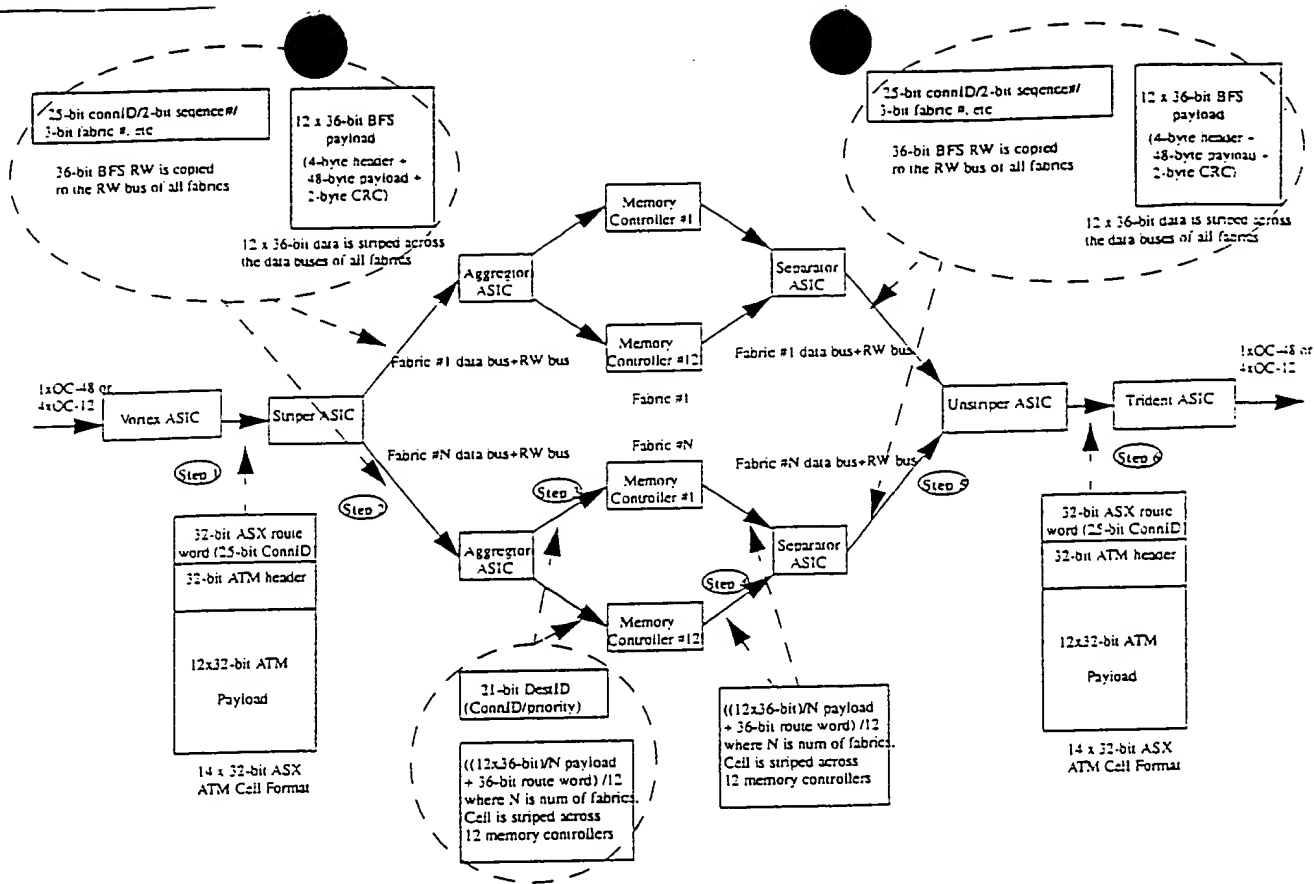 25-bit connID/2-bit seqence#/
3-bit fabric #, etc
36-bit BFS RW is copied
to the RW bus of all fabrics
12 x 36-bit BFS
payload
(4-byte header +
48-byte payload +
2-byte CRC)
12 x 36-bit data is striped across
the data buses of all fabrics
25-bit connID/2-bit seqence#/
3-bit fabric #, etc
36-bit BFS RW is copied
to the RW bus of all fabrics
12 x 36-bit BFS
payload
(4-byte header +
48-byte payload +
2-byte CRC)
12 x 36-bit data is striped across
the data buses of all fabrics
Memory
Controller #1
Aggregtor
ASIC
Separator
ASIC
Memory
Controller #12
Fabric #1 data bus+RW bus
Fabric #1 data bus+RW bus
Fabric #1
1xOC-48 or
4xOC-12
Vortex ASIC
Striper ASIC
Unstriper ASIC
Trident ASIC
1xOC-48 or
4xOC-12
Fabric #N data bus+RW bus
Fabric #N
Fabric #N data bus+RW bus
Step 1
Step 2
Step 3
Memory
Controller #1
Step 5
Step 6
Aggregtor
ASIC
Separator
ASIC
Step 4
Memory
Controller #12
32-bit ASX route
word (25-bit ConnID
32-bit ATM header
12x32-bit ATM
Payload
14 x 32-bit ASX
ATM Cell Format
21-bit DestID
(ConnID/priority)
((12x36-bit)/N payload
+ 36-bit route word) /12
where N is num of fabrics.
Cell is striped across
12 memory controllers
((12x36-bit)/N payload
+ 36-bit route word) /12
where N is num of fabrics.
Cell is striped across
12 memory controllers
32-bit ASX route
word (25-bit ConnID
32-bit ATM header
12x32-bit ATM
Payload
14 x 32-bit ASX
ATM Cell Format